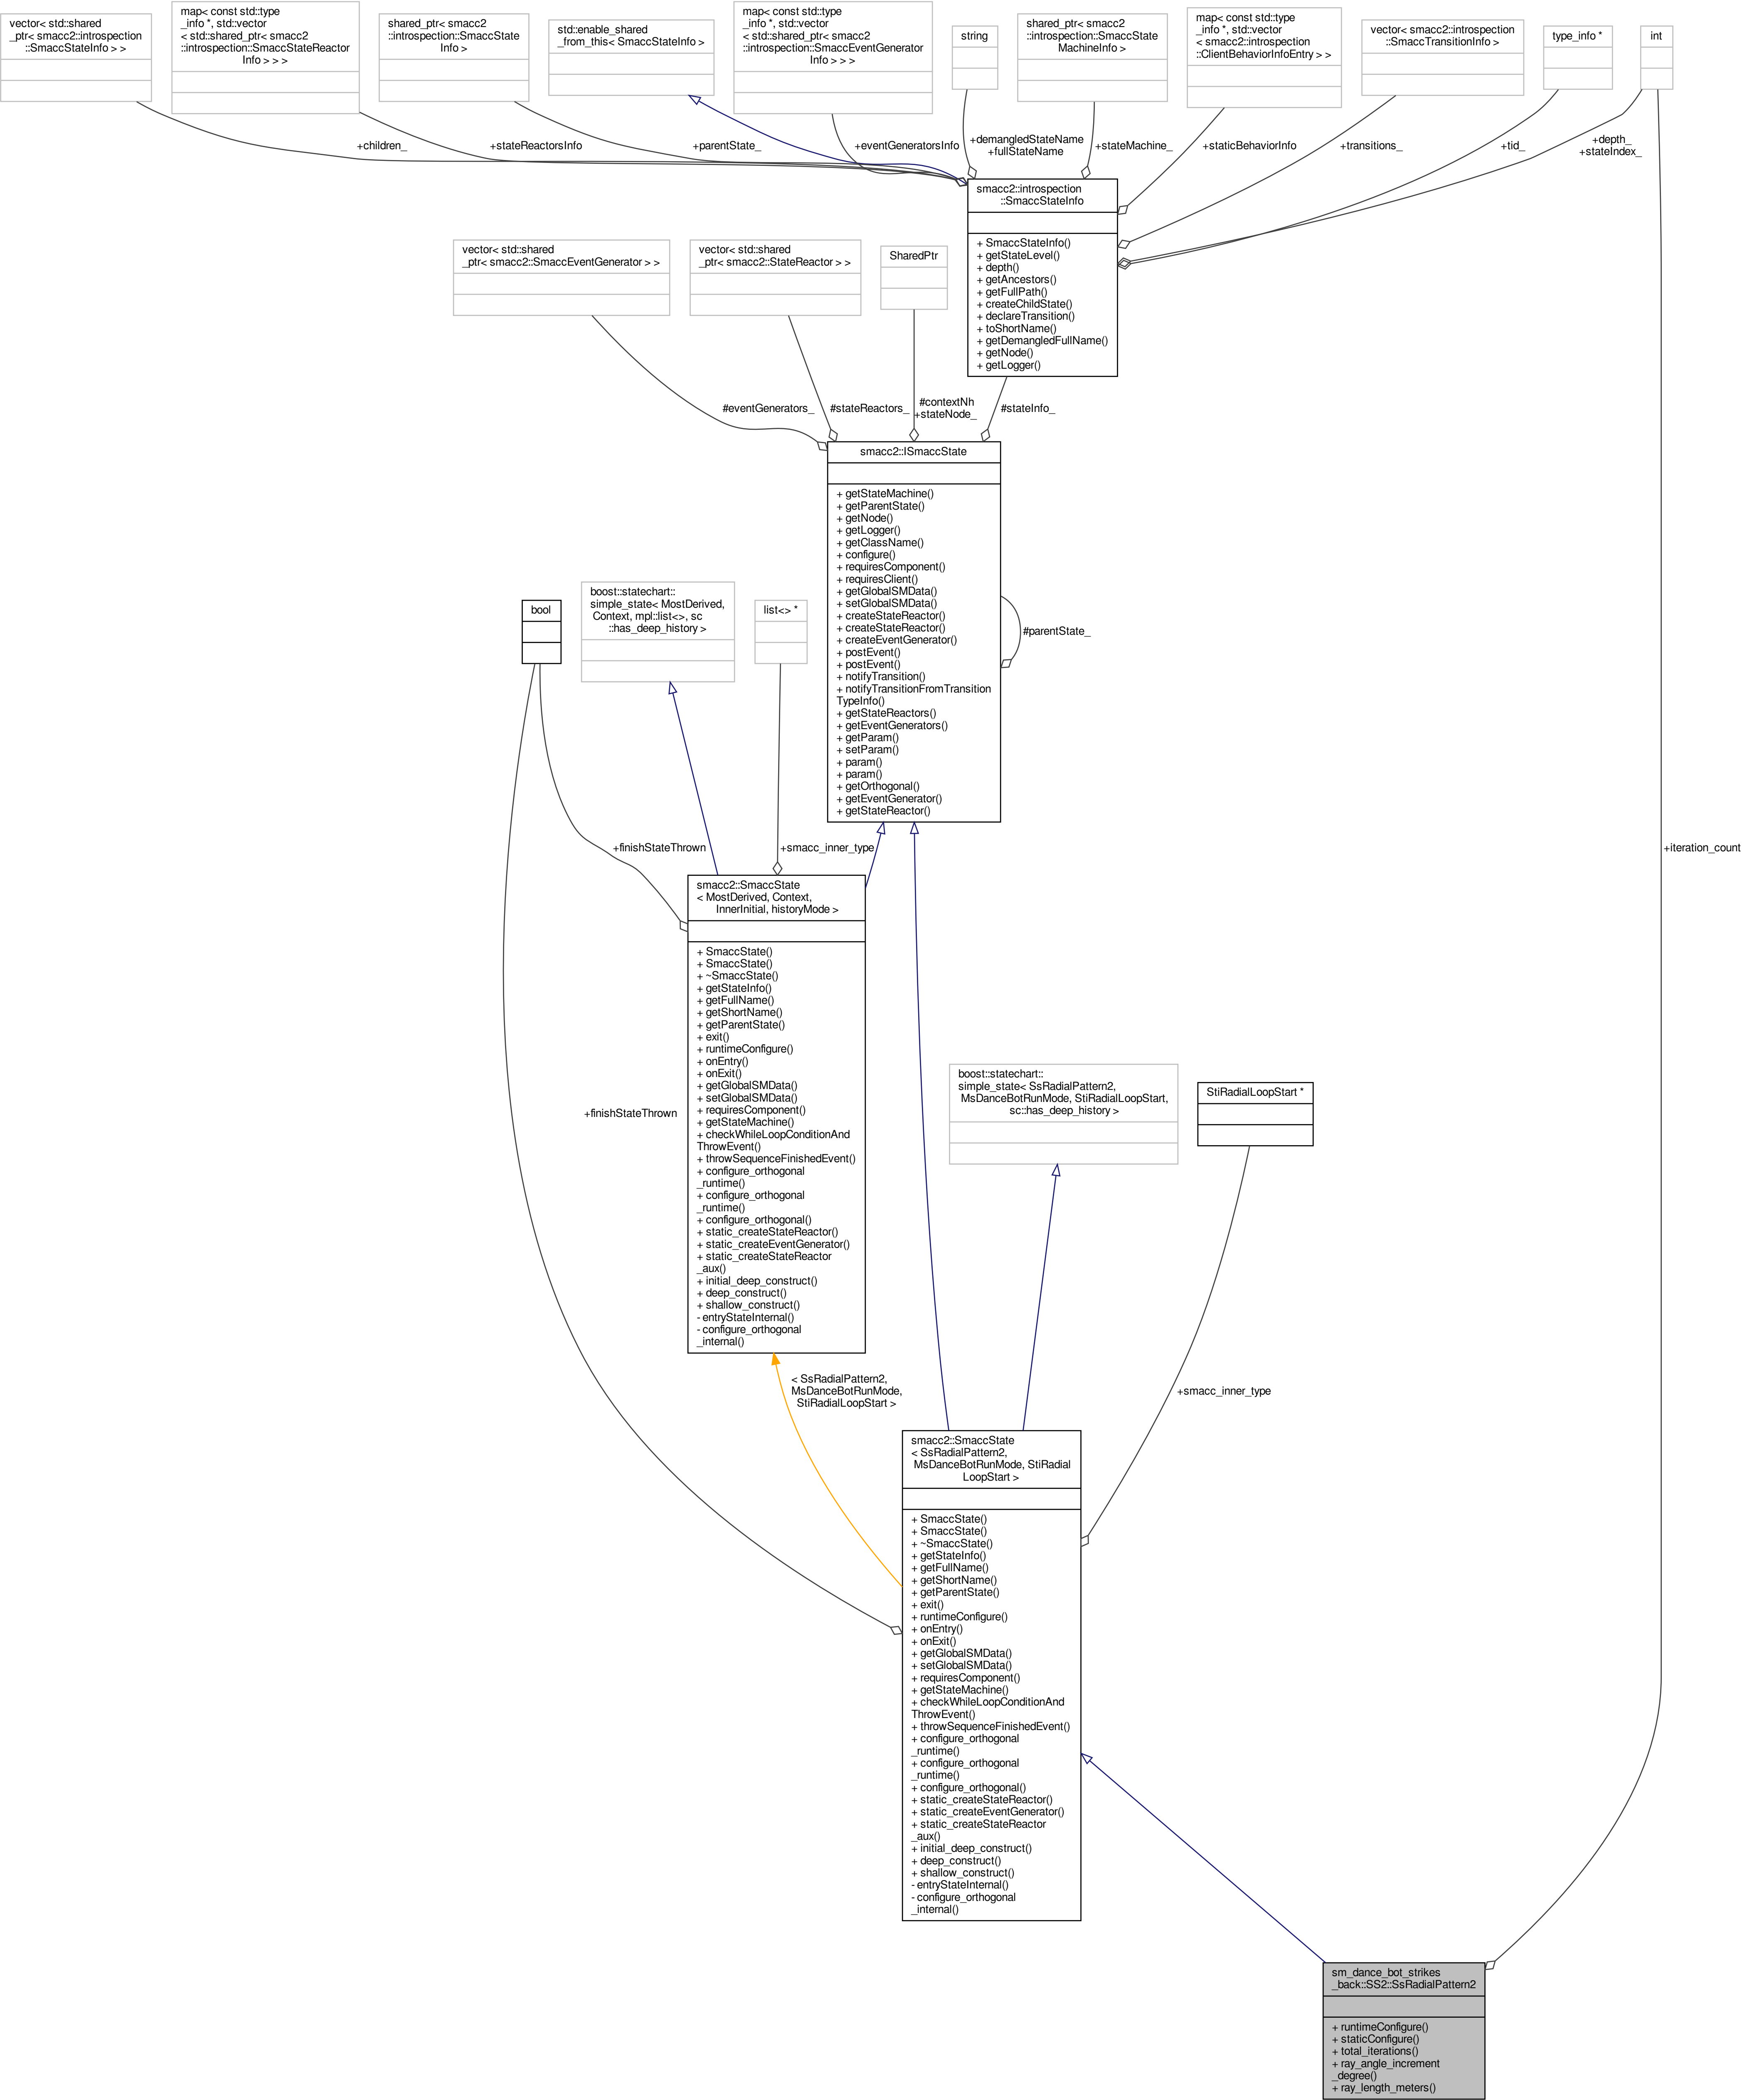 vector< std::shared
_ptr< smacc2::introspection
::SmaccStateInfo > >
map< const std::type
_info *, std::vector
< std::shared_ptr< smacc2
::introspection::SmaccStateReactor
Info > > >
shared_ptr< smacc2
::introspection::SmaccState
Info >
std::enable_shared
_from_this< SmaccStateInfo >
map< const std::type
_info *, std::vector
< std::shared_ptr< smacc2
::introspection::SmaccEventGenerator
Info > > >
string
shared_ptr< smacc2
::introspection::SmaccState
MachineInfo >
map< const std::type
_info *, std::vector
< smacc2::introspection
::ClientBehaviorInfoEntry > >
vector< smacc2::introspection
::SmaccTransitionInfo >
type_info *
int
+children_
+stateReactorsInfo
+parentState_
+eventGeneratorsInfo
+demangledStateName
+fullStateName
+stateMachine_
+staticBehaviorInfo
+transitions_
+tid_
+depth_
+stateIndex_
smacc2::introspection
::SmaccStateInfo
+ SmaccStateInfo()
+ getStateLevel()
+ depth()
+ getAncestors()
+ getFullPath()
+ createChildState()
+ declareTransition()
+ toShortName()
+ getDemangledFullName()
+ getNode()
+ getLogger()
vector< std::shared
_ptr< smacc2::SmaccEventGenerator > >
vector< std::shared
_ptr< smacc2::StateReactor > >
SharedPtr
#eventGenerators_
#stateReactors_
#contextNh
+stateNode_
#stateInfo_
smacc2::ISmaccState
+ getStateMachine()
+ getParentState()
+ getNode()
+ getLogger()
+ getClassName()
+ configure()
+ requiresComponent()
+ requiresClient()
+ getGlobalSMData()
+ setGlobalSMData()
+ createStateReactor()
+ createStateReactor()
+ createEventGenerator()
+ postEvent()
+ postEvent()
+ notifyTransition()
+ notifyTransitionFromTransition
TypeInfo()
+ getStateReactors()
+ getEventGenerators()
+ getParam()
+ setParam()
+ param()
+ param()
+ getOrthogonal()
+ getEventGenerator()
+ getStateReactor()
#parentState_
bool
boost::statechart::
simple_state< MostDerived,
Context, mpl::list<>, sc
::has_deep_history >
list<> *
+finishStateThrown
+smacc_inner_type
+iteration_count
smacc2::SmaccState
< MostDerived, Context,
InnerInitial, historyMode >
+ SmaccState()
+ SmaccState()
+ ~SmaccState()
+ getStateInfo()
+ getFullName()
+ getShortName()
+ getParentState()
+ exit()
+ runtimeConfigure()
+ onEntry()
+ onExit()
+ getGlobalSMData()
+ setGlobalSMData()
+ requiresComponent()
+ getStateMachine()
+ checkWhileLoopConditionAnd
ThrowEvent()
+ throwSequenceFinishedEvent()
+ configure_orthogonal
_runtime()
+ configure_orthogonal
_runtime()
+ configure_orthogonal()
+ static_createStateReactor()
+ static_createEventGenerator()
+ static_createStateReactor
_aux()
+ initial_deep_construct()
+ deep_construct()
+ shallow_construct()
- entryStateInternal()
- configure_orthogonal
_internal()
+finishStateThrown
boost::statechart::
simple_state< SsRadialPattern2,
MsDanceBotRunMode, StiRadialLoopStart,
sc::has_deep_history >
StiRadialLoopStart *
< SsRadialPattern2,
MsDanceBotRunMode,
StiRadialLoopStart >
+smacc_inner_type
smacc2::SmaccState
< SsRadialPattern2,
MsDanceBotRunMode, StiRadial
LoopStart >
+ SmaccState()
+ SmaccState()
+ ~SmaccState()
+ getStateInfo()
+ getFullName()
+ getShortName()
+ getParentState()
+ exit()
+ runtimeConfigure()
+ onEntry()
+ onExit()
+ getGlobalSMData()
+ setGlobalSMData()
+ requiresComponent()
+ getStateMachine()
+ checkWhileLoopConditionAnd
ThrowEvent()
+ throwSequenceFinishedEvent()
+ configure_orthogonal
_runtime()
+ configure_orthogonal
_runtime()
+ configure_orthogonal()
+ static_createStateReactor()
+ static_createEventGenerator()
+ static_createStateReactor
_aux()
+ initial_deep_construct()
+ deep_construct()
+ shallow_construct()
- entryStateInternal()
- configure_orthogonal
_internal()
sm_dance_bot_strikes
_back::SS2::SsRadialPattern2
+ runtimeConfigure()
+ staticConfigure()
+ total_iterations()
+ ray_angle_increment
_degree()
+ ray_length_meters()